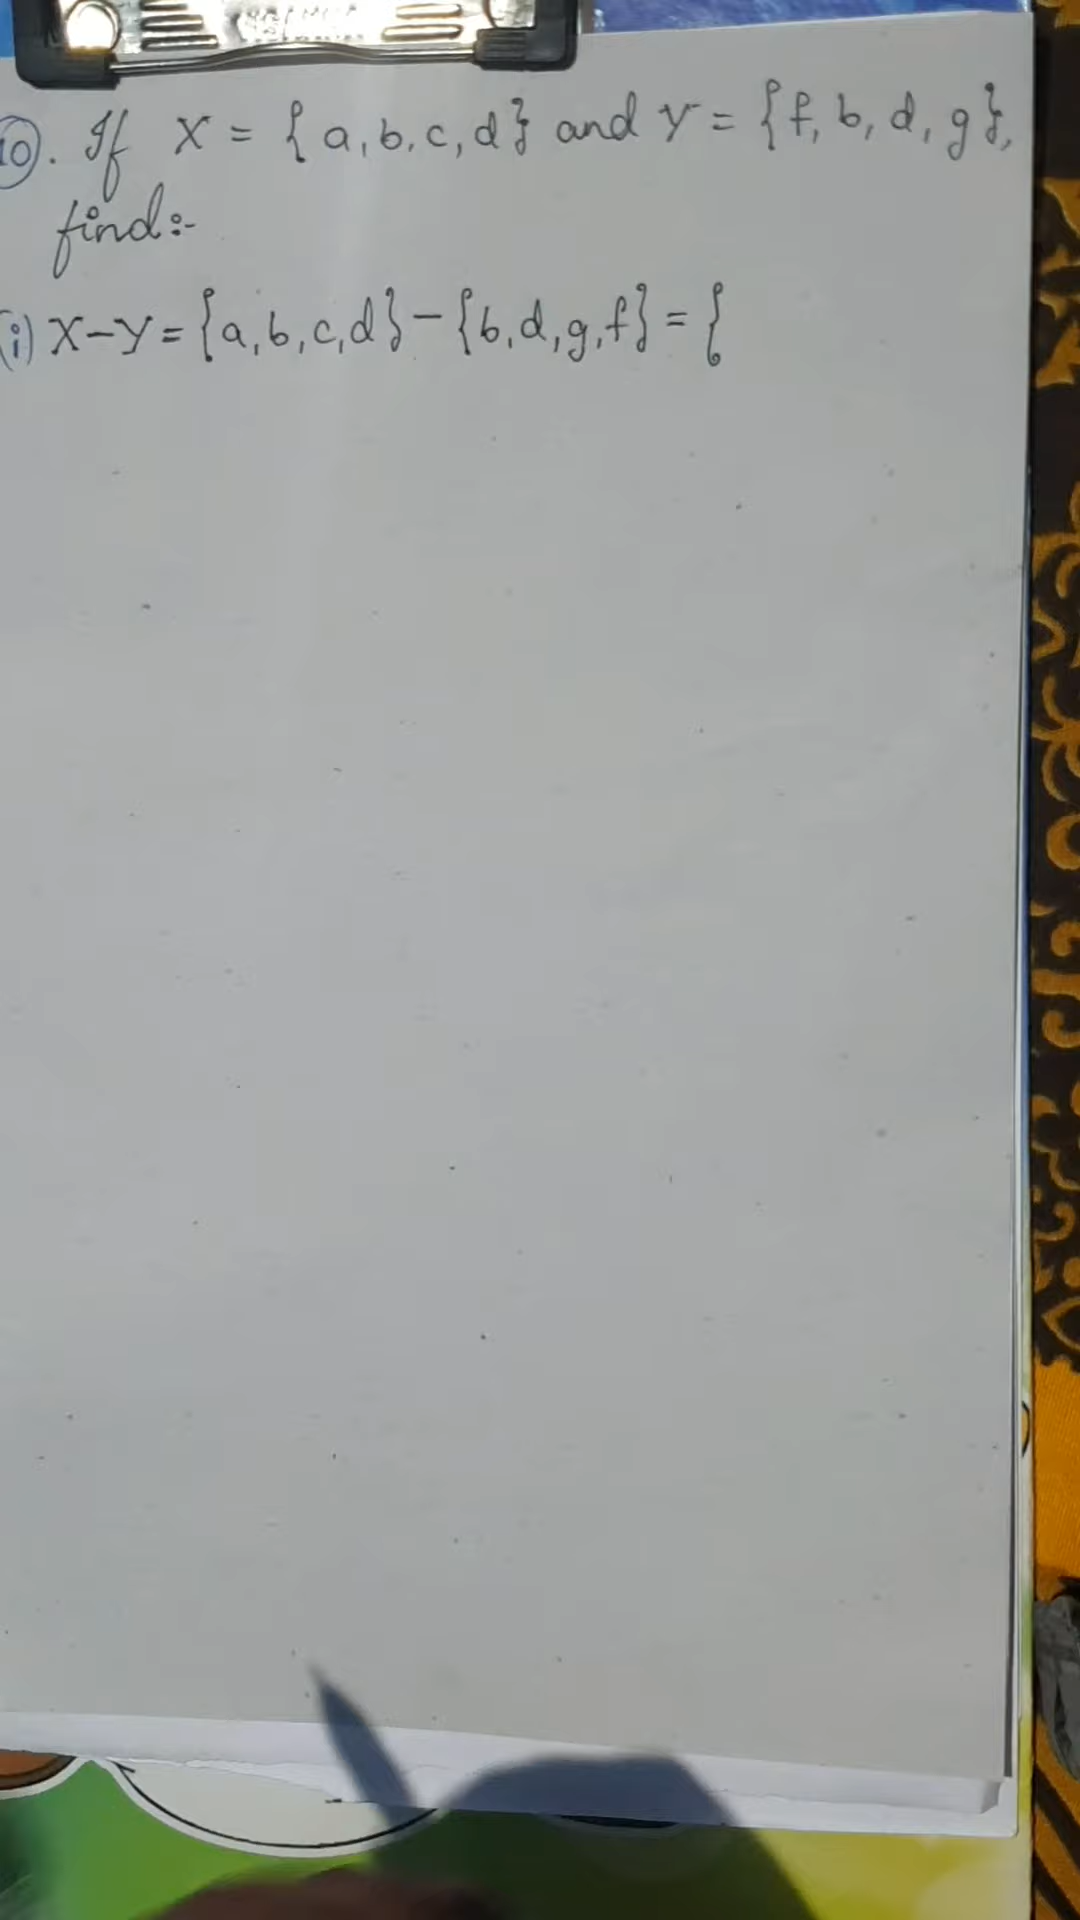 10. If X = {a, b, c, d} and Y = {f, b, d, g},
find:-
(i) X-Y = {a, b, c, d} - {b, d, g, f} = {